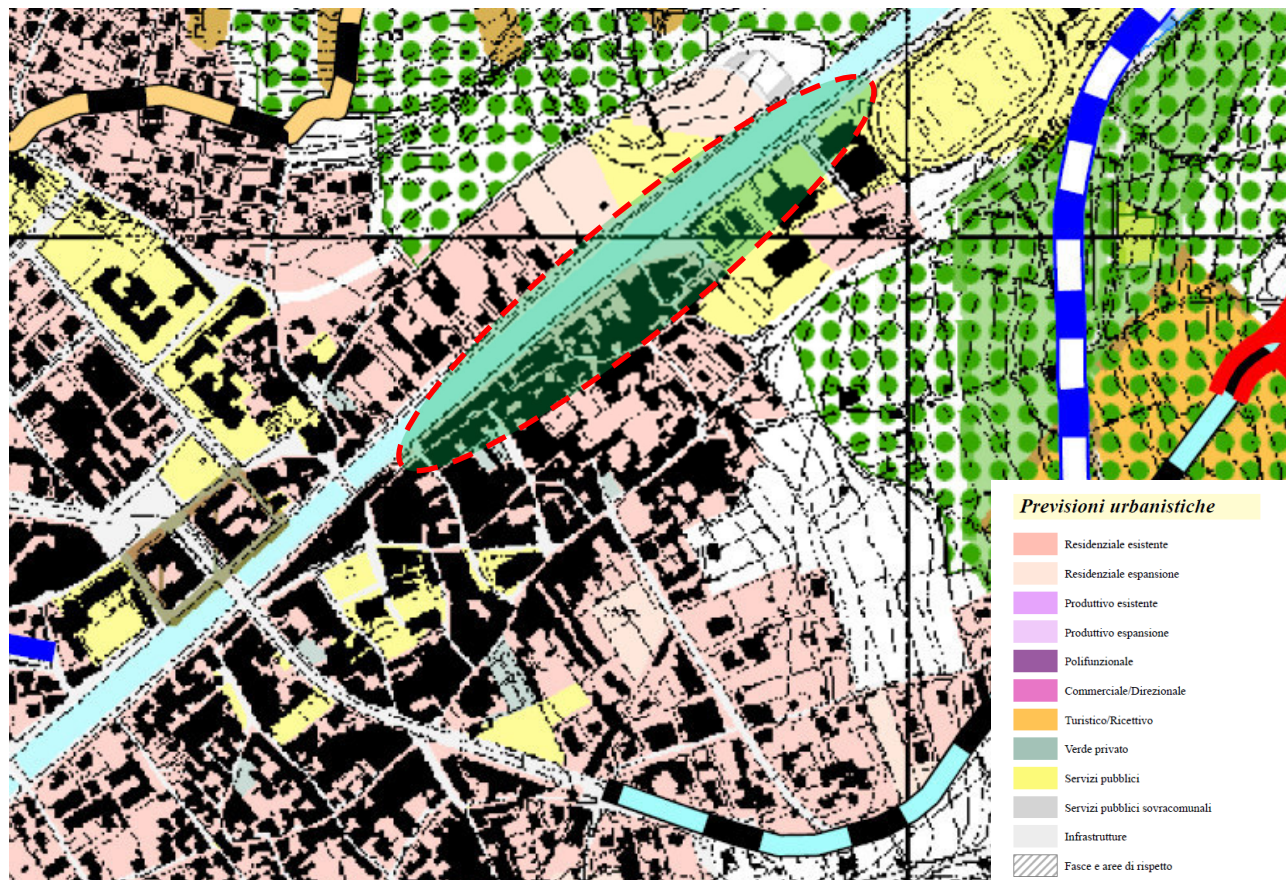 Previsioni urbanistiche
Residenziale esistente
Residenziale espansione
Produttivo esistente
Produttivo espansione
Polifunzionale
Commerciale/Direzionale
Turistico/Ricettivo
Verde privato
Servizi pubblici
Servizi pubblici sovracomunali
Infrastrutture
Fasce e aree di rispetto